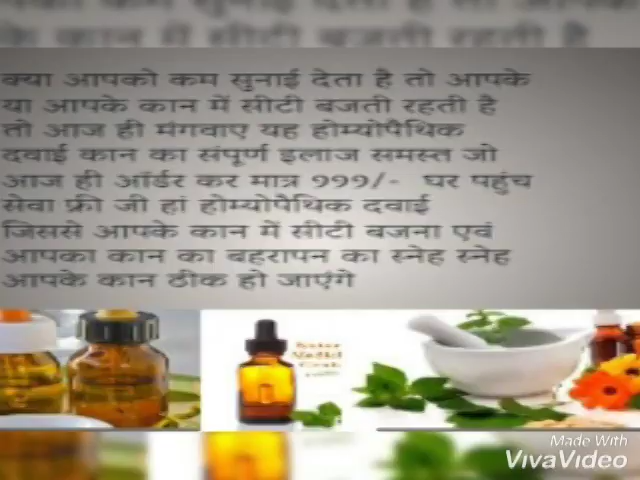 क्या आपको कम सुनाई देता है तो आपके
या आपके कान में सीटी बजती रहती है
तो आज ही मंगवाए यह होम्योपैथिक
दवाई कान का संपूर्ण इलाज समस्त जो
आज ही ऑर्डर कर मात्र 999/- घर पहुंच
सेवा फ्री जी हां होम्योपैथिक दवाई
जिससे आपके कान में सीटी बजना एवं
आपका कान का बहरापन का स्नेह स्नेह
आपके कान ठीक हो जाएंगे
Made With
VivaVideo